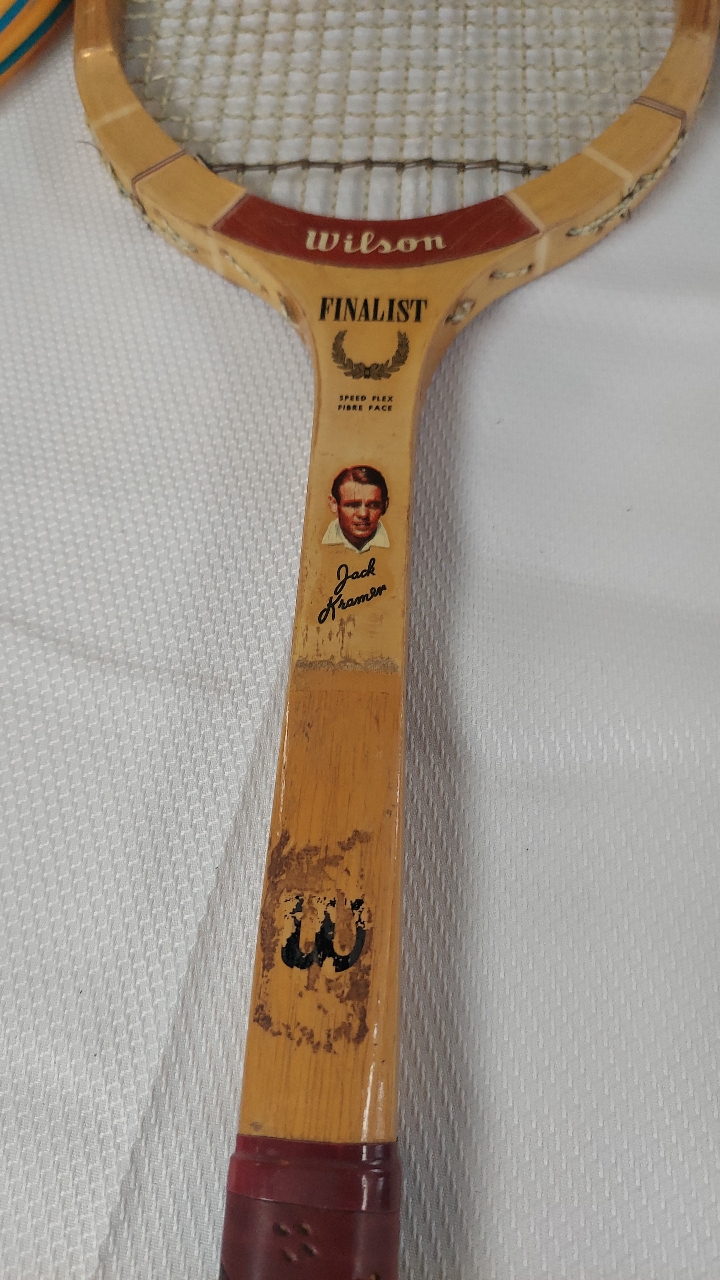 Wilson
FINALIST
SPEED FLEX
FIBRE FACE
Jack
Kramer
W